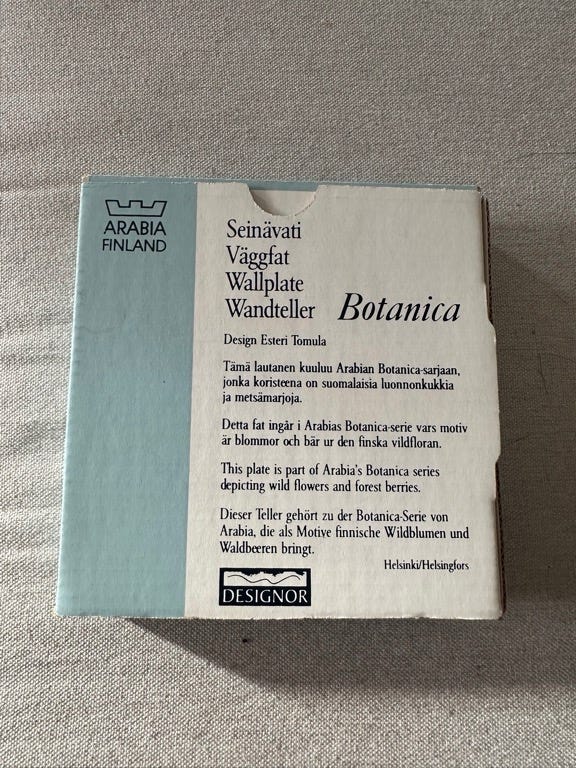 ARABIA
FINLAND
Seinävati
Väggfat
Wallplate
Wandteller Botanica
Design Esteri Tomula
Tämä lautanen kuuluu Arabian Botanica-sarjaan,
jonka koristeena on suomalaisia luonnonkukkia
ja metsämarjoja.
Detta fat ingår i Arabias Botanica-serie vars motiv
är blommor och bär ur den finska vildfloran.
This plate is part of Arabia's Botanica series
depicting wild flowers and forest berries.
Dieser Teller gehört zu der Botanica-Serie von
Arabia, die als Motive finnische Wildblumen und
Waldbeeren bringt.
Helsinki/Helsingfors
DESIGNOR